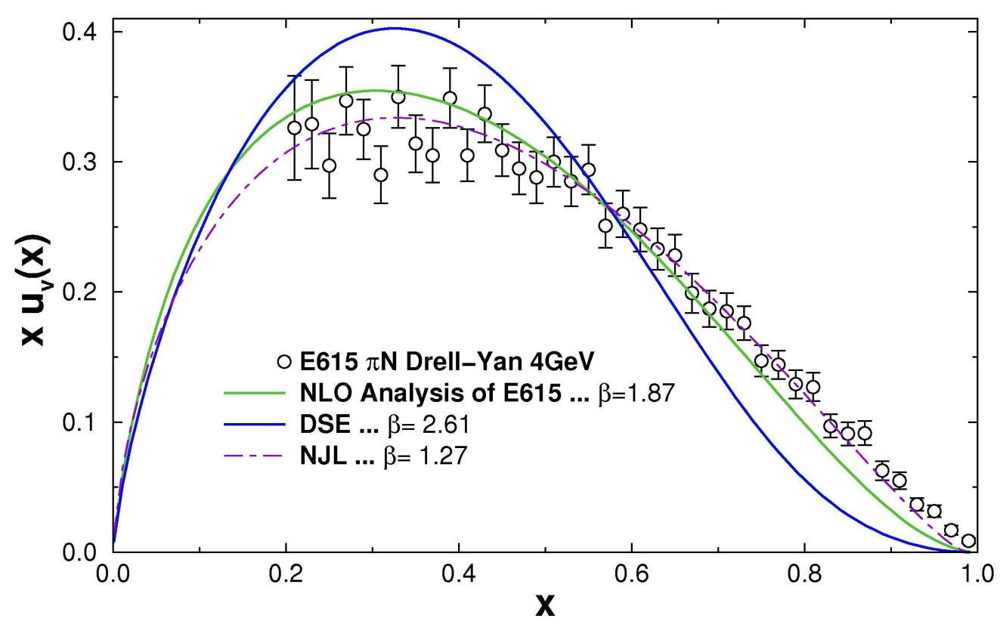 0.4
0.3
0.2
0.1
0.0
x uv(x)
E615 πN Drell−Yan 4GeV
NLO Analysis of E615 ... β=1.87
DSE ... β= 2.61
NJL ... β= 1.27
0.0 0.2 0.4 0.6 0.8 1.0
x